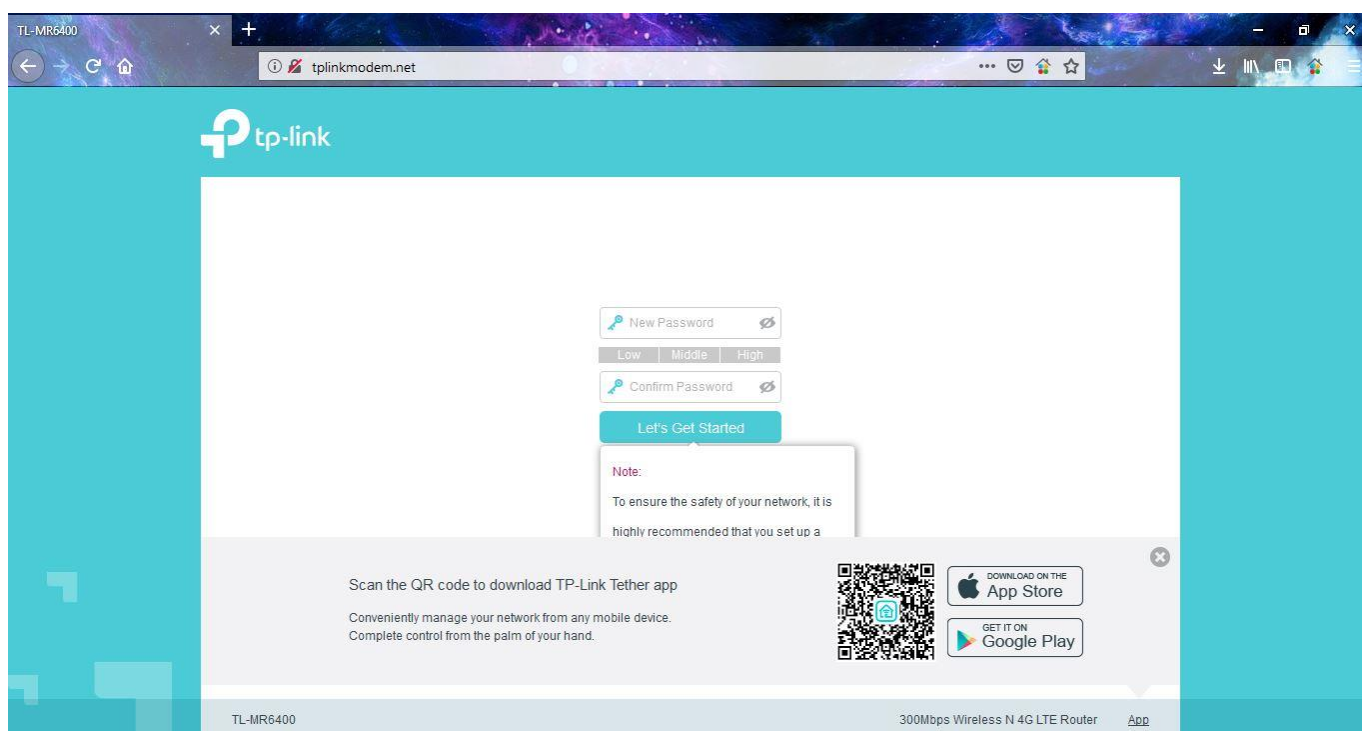 TL-MR6400
tplinkmodem.net
tp-link
New Password
Low Middle High
Confirm Password
Let's Get Started
Note:
To ensure the safety of your network, it is
highly recommended that you set up a
Scan the QR code to download TP-Link Tether app
Conveniently manage your network from any mobile device.
Complete control from the palm of your hand.
DOWNLOAD ON THE
App Store
GET IT ON
Google Play
TL-MR6400 300Mbps Wireless N 4G LTE Router App